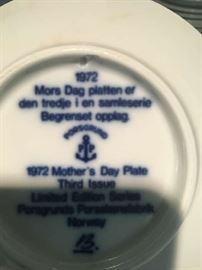 1972
Mors Dag platten er
den tredje i en samleserie
Begrenset opplag.
PORSGRUND
1972 Mother's Day Plate
Third Issue
Limited Edition Series
Porsgrunds Porselænsfabrik
Norway